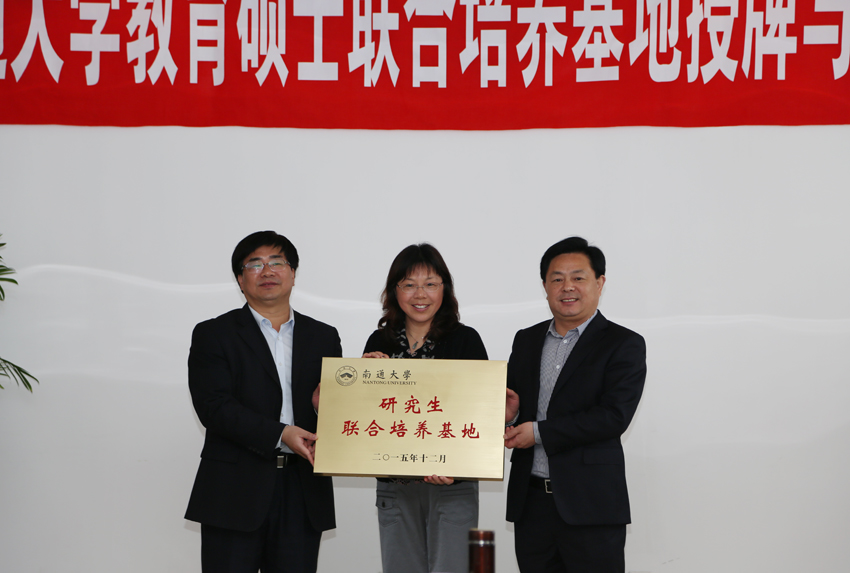 大学教育硕士联合培养基地授牌与
南通大學
NANTONG UNIVERSITY
研究生
联合培养基地
二〇一五年十二月